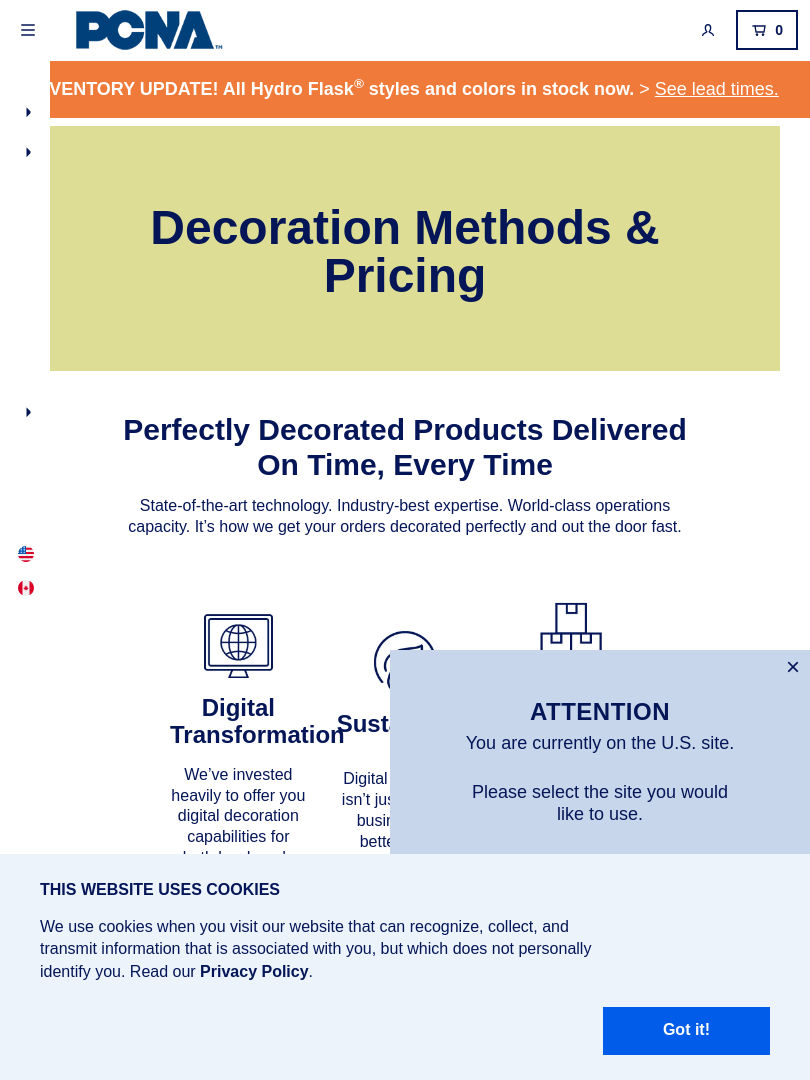 PCNA™
0
VENTORY UPDATE! All Hydro Flask® styles and colors in stock now. > See lead times.
Decoration Methods &
Pricing
Perfectly Decorated Products Delivered
On Time, Every Time
State-of-the-art technology. Industry-best expertise. World-class operations
capacity. It’s how we get your orders decorated perfectly and out the door fast.
Digital
Transformation
We’ve invested
heavily to offer you
digital decoration
capabilities for
Digital
isn’t
ATTENTION
You are currently on the U.S. site.
Please select the site you would
like to use.
THIS WEBSITE USES COOKIES
We use cookies when you visit our website that can recognize, collect, and
transmit information that is associated with you, but which does not personally
identify you. Read our Privacy Policy.
Got it!